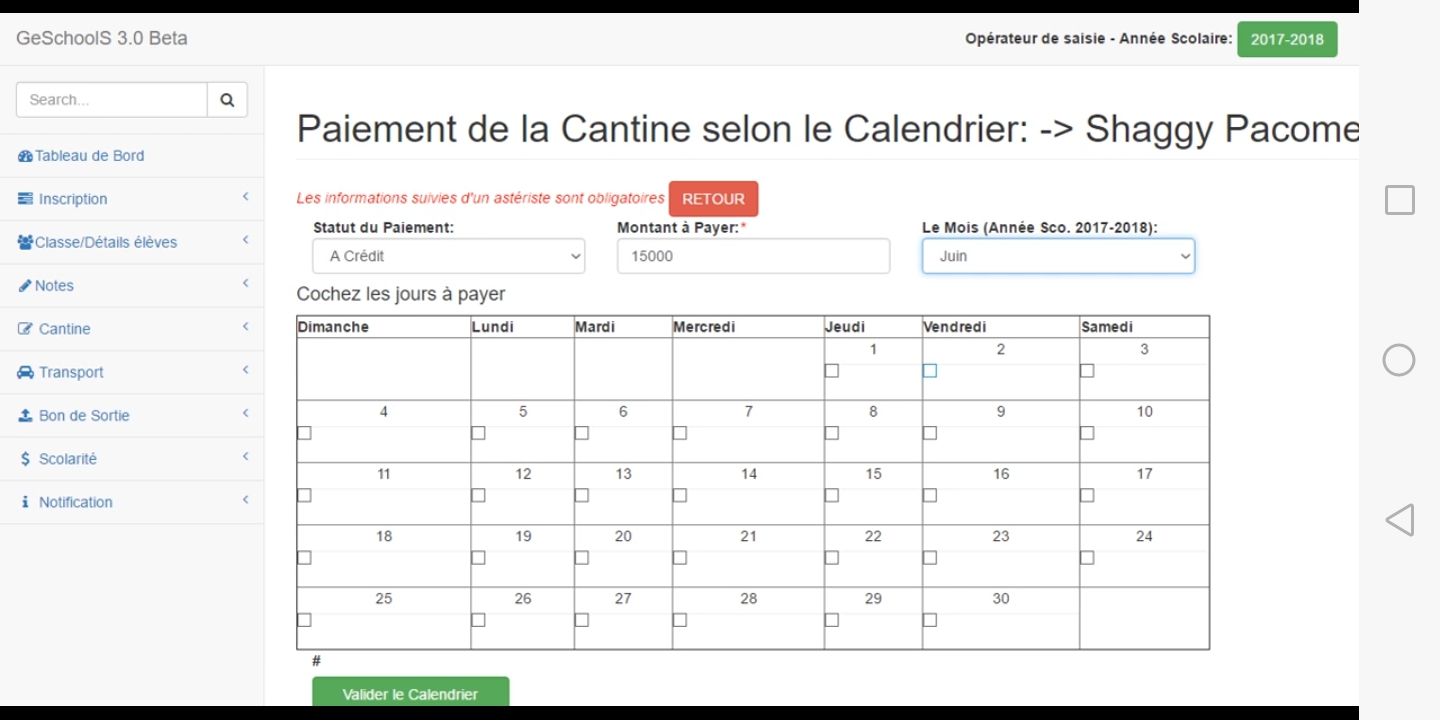 GeSchoolS 3.0 Beta
Opérateur de saisie - Année Scolaire: 2017-2018
Search...
Tableau de Bord
Inscription
Classe/Détails élèves
Notes
Cantine
Transport
Bon de Sortie
Scolarité
Notification
Paiement de la Cantine selon le Calendrier: -> Shaggy Pacome
Les informations suivies d'un astériste sont obligatoires RETOUR
Statut du Paiement: Montant à Payer:* Le Mois (Année Sco. 2017-2018):
A Crédit 15000 Juin
Cochez les jours à payer
Dimanche Lundi Mardi Mercredi Jeudi Vendredi Samedi
1 2 3
4 5 6 7 8 9 10
11 12 13 14 15 16 17
18 19 20 21 22 23 24
25 26 27 28 29 30
#
Valider le Calendrier